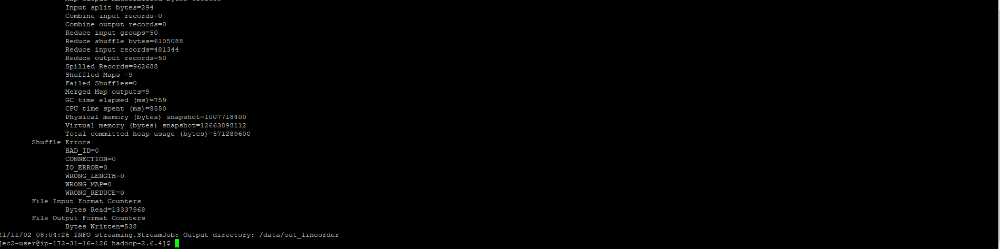 Input split bytes=294
Combine input records=0
Combine output records=0
Reduce input groups=50
Reduce shuffle bytes=6105088
Reduce input records=481344
Reduce output records=50
Spilled Records=962688
Shuffled Maps =9
Failed Shuffles=0
Merged Map outputs=9
GC time elapsed (ms)=759
CPU time spent (ms)=8550
Physical memory (bytes) snapshot=1007718400
Virtual memory (bytes) snapshot=12663898112
Total committed heap usage (bytes)=571289600
Shuffle Errors
BAD_ID=0
CONNECTION=0
IO_ERROR=0
WRONG_LENGTH=0
WRONG_MAP=0
WRONG_REDUCE=0
File Input Format Counters
Bytes Read=13337968
File Output Format Counters
Bytes Written=538
21/11/02 08:04:26 INFO streaming.StreamJob: Output directory: /data/out_lineorder
[ec2-user@ip-172-31-16-126 hadoop-2.6.4]$